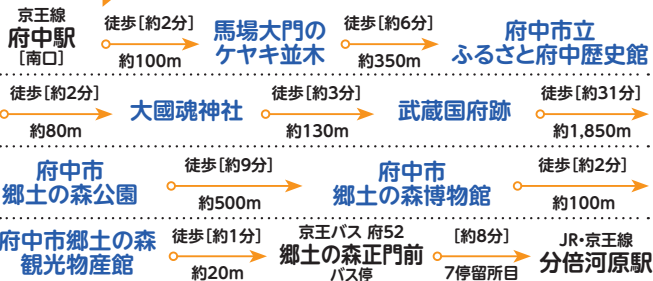 京王線
府中駅
[南口]
徒歩[約2分]
約100m
馬場大門の
ケヤキ並木
徒歩[約6分]
約350m
府中市立
ふるさと府中歴史館
徒歩[約2分]
約80m
大國魂神社
徒歩[約3分]
約130m
武蔵国府跡
徒歩[約31分]
約1,850m
府中市
郷土の森公園
徒歩[約9分]
約500m
府中市
郷土の森博物館
徒歩[約2分]
約100m
府中市郷土の森
観光物産館
徒歩[約1分]
約20m
京王バス 府52
郷土の森正門前
バス停
[約8分]
7停留所目
JR・京王線
分倍河原駅